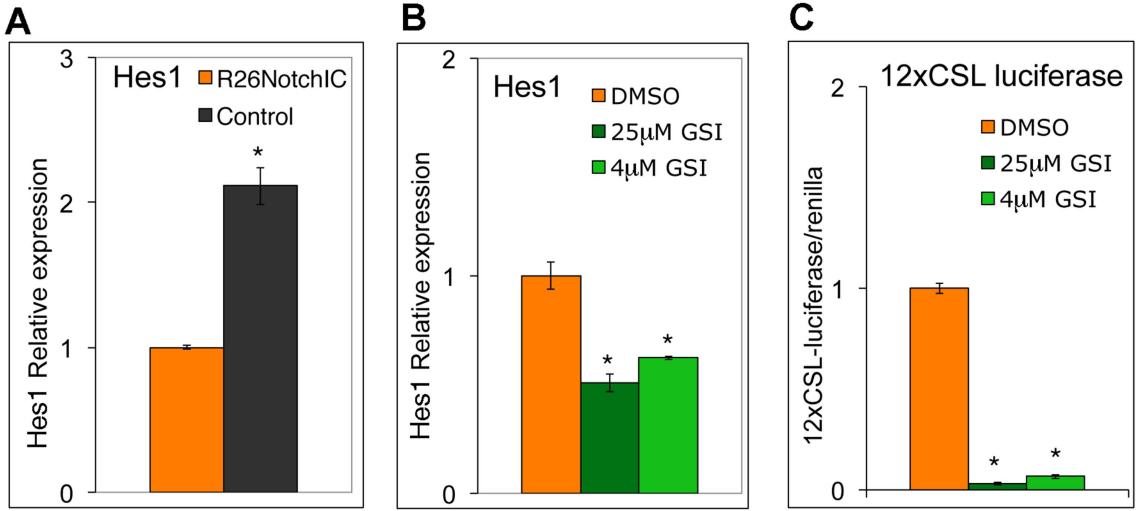 A
Hes1
R26NotchIC
Control
*
Hes1 Relative expression
3
2
1
0
B
Hes1
DMSO
25μM GSI
4μM GSI
*
*
Hes1 Relative expression
2
1
0
C
12xCSL luciferase
DMSO
25μM GSI
4μM GSI
*
*
12xCSL-luciferase/renilla
2
1
0